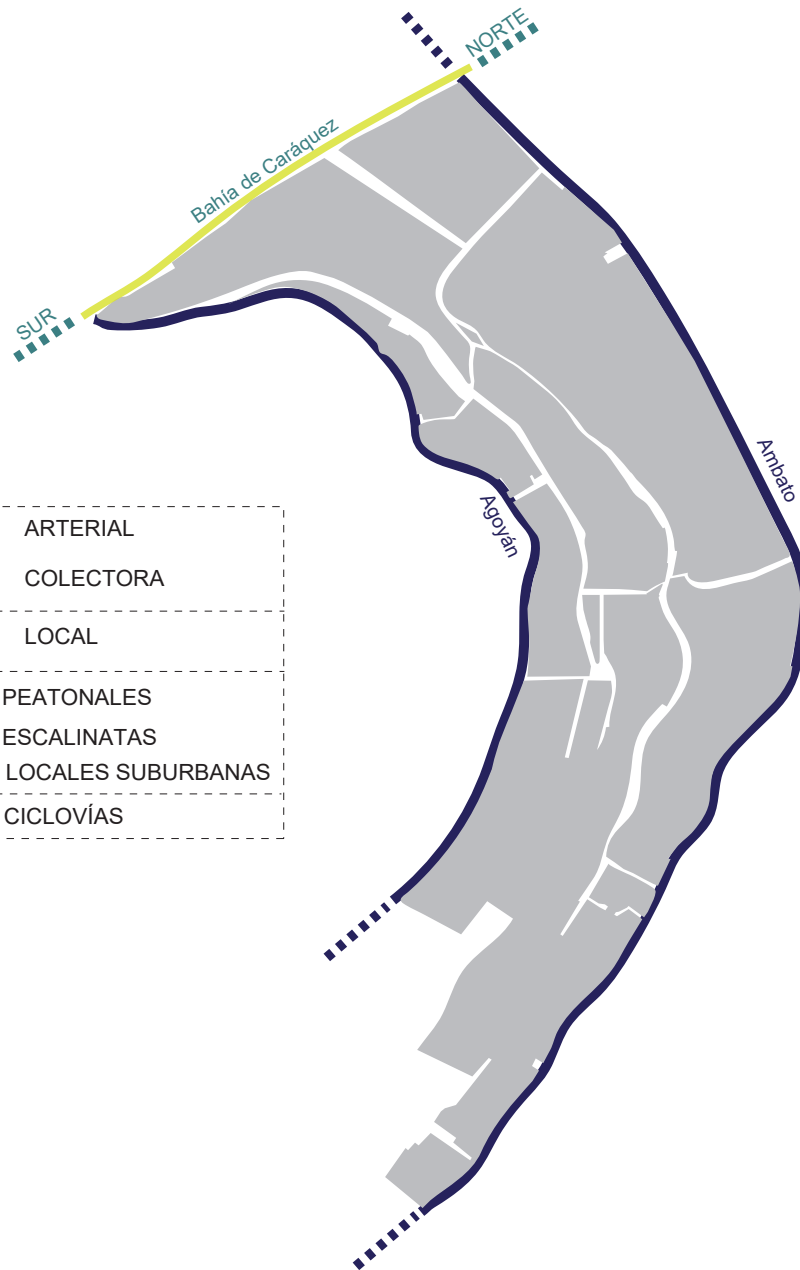 NORTE
Bahía de Caráquez
SUR
Ambato
Agoyán
ARTERIAL
COLECTORA
LOCAL
PEATONALES
ESCALINATAS
LOCALES SUBURBANAS
CICLOVÍAS